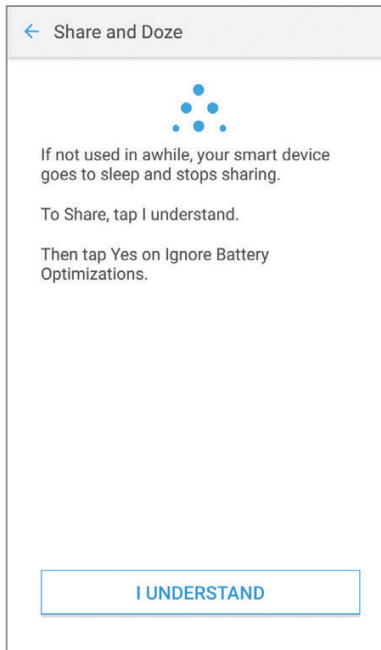 Share and Doze
If not used in awhile, your smart device
goes to sleep and stops sharing.
To Share, tap I understand.
Then tap Yes on Ignore Battery
Optimizations.
I UNDERSTAND